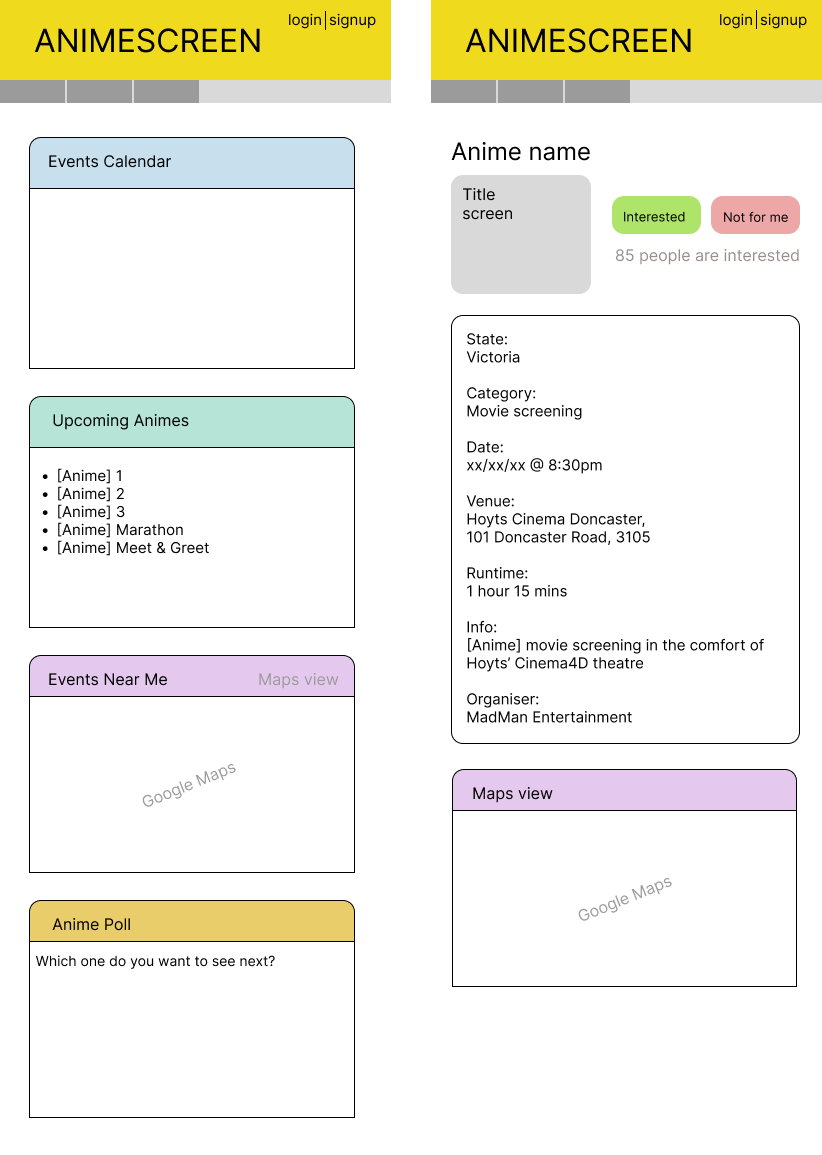 login|signup
ANIMESCREEN
Events Calendar
Upcoming Animes
• [Anime] 1
• [Anime] 2
• [Anime] 3
• [Anime] Marathon
• [Anime] Meet & Greet
Events Near Me
Maps view
Google Maps
Anime Poll
Which one do you want to see next?
login|signup
ANIMESCREEN
Anime name
Title
screen
Interested
Not for me
85 people are interested
State:
Victoria
Category:
Movie screening
Date:
xx/xx/xx @ 8:30pm
Venue:
Hoyts Cinema Doncaster,
101 Doncaster Road, 3105
Runtime:
1 hour 15 mins
Info:
[Anime] movie screening in the comfort of
Hoyts’ Cinema4D theatre
Organiser:
MadMan Entertainment
Maps view
Google Maps